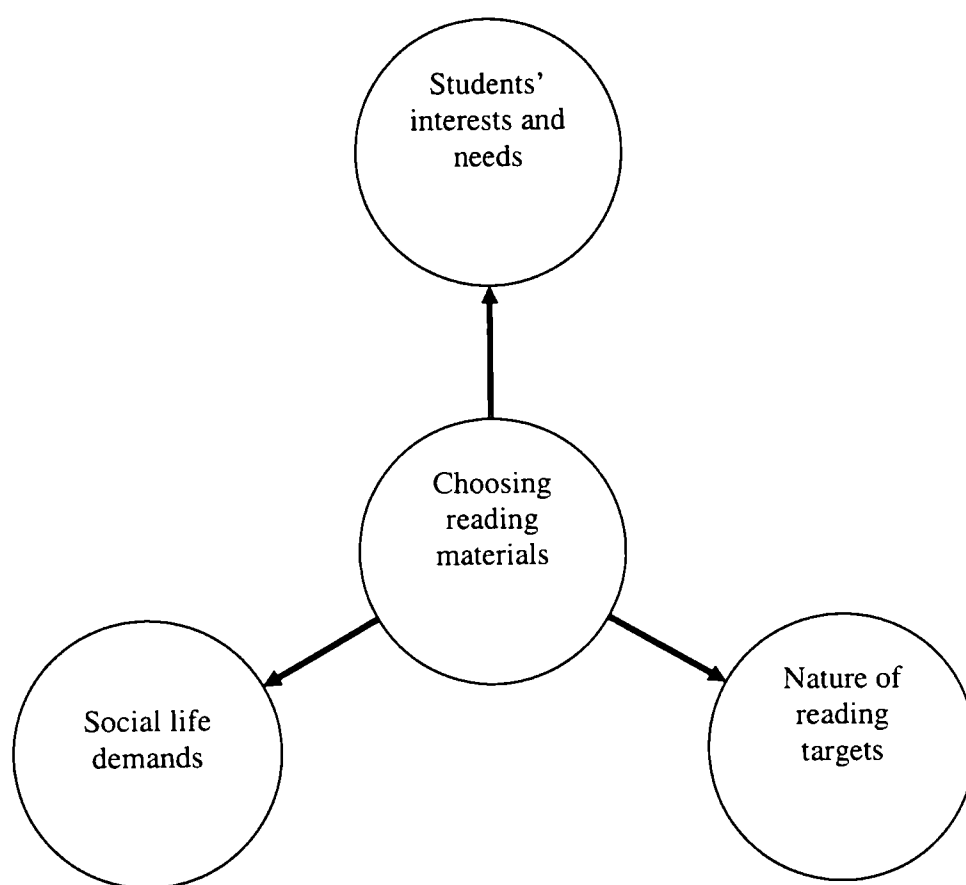 Students’
interests and
needs
Choosing
reading
materials
Social life
demands
Nature of
reading
targets